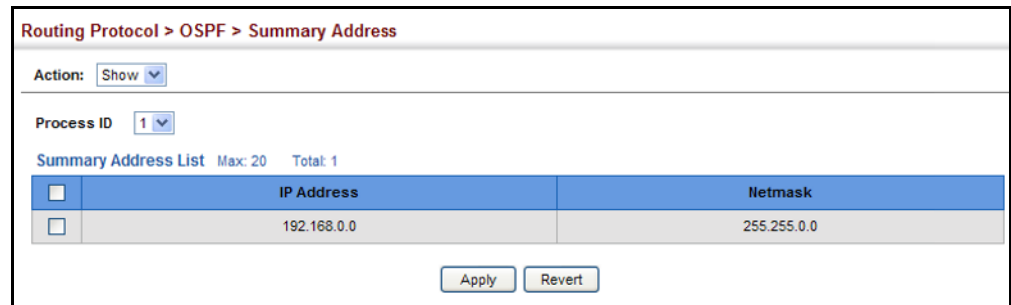 Routing Protocol > OSPF > Summary Address
Action: Show
Process ID 1
Summary Address List Max: 20 Total: 1
IP Address Netmask
192.168.0.0 255.255.0.0
Apply Revert